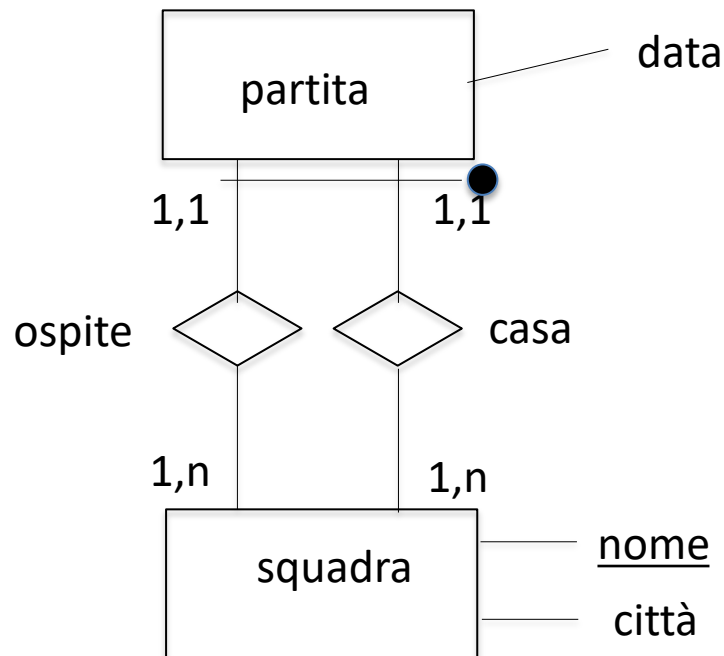 data
partita
1,1
1,1
ospite
casa
1,n
1,n
squadra
nome
città